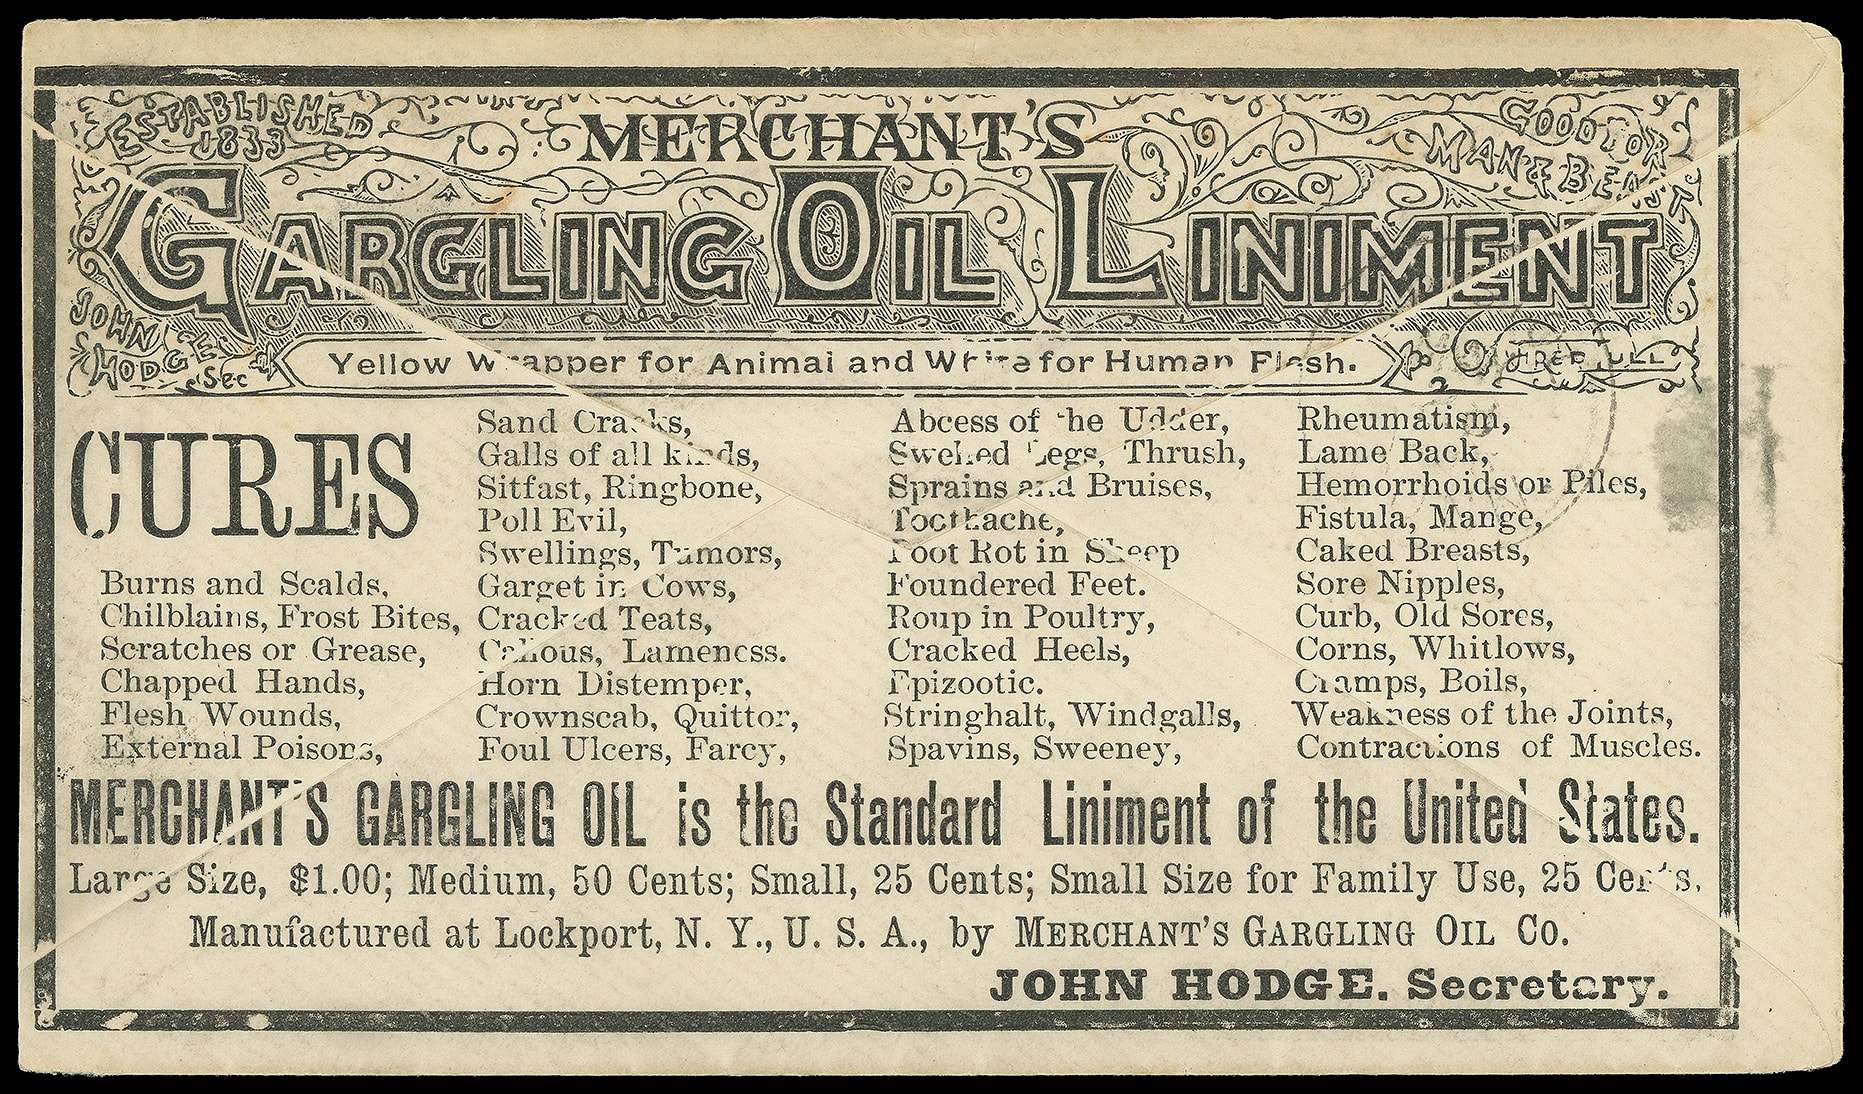 ESTABLISHED
1833
MERCHANT'S
GOOD FOR
MAN & BEAST
GARGLING OIL LINIMENT
JOHN
HODGE
Sec
Yellow Wrapper for Animal and White for Human Flesh.
CURES
Burns and Scalds,
Chilblains, Frost Bites,
Scratches or Grease,
Chapped Hands,
Flesh Wounds,
External Poisons,
Sand Cracks,
Galls of all kinds,
Sitfast, Ringbone,
Poll Evil,
Swellings, Tumors,
Garget in Cows,
Cracked Teats,
Callous, Lameness.
Horn Distemper,
Crownscab, Quittor,
Foul Ulcers, Farcy,
Abcess of the Udder,
Swelled Legs, Thrush,
Sprains and Bruises,
Toothache,
Foot Rot in Sheep
Foundered Feet.
Roup in Poultry,
Cracked Heels,
Epizootic.
Stringhalt, Windgalls,
Spavins, Sweeney,
Rheumatism,
Lame Back,
Hemorrhoids or Piles,
Fistula, Mange,
Caked Breasts,
Sore Nipples,
Curb, Old Sores,
Corns, Whitlows,
Cramps, Boils,
Weakness of the Joints,
Contractions of Muscles.
MERCHANT'S GARGLING OIL is the Standard Liniment of the United States.
Large Size, $1.00; Medium, 50 Cents; Small, 25 Cents; Small Size for Family Use, 25 Cents.
Manufactured at Lockport, N. Y., U. S. A., by MERCHANT'S GARGLING OIL CO.
JOHN HODGE. Secretary.